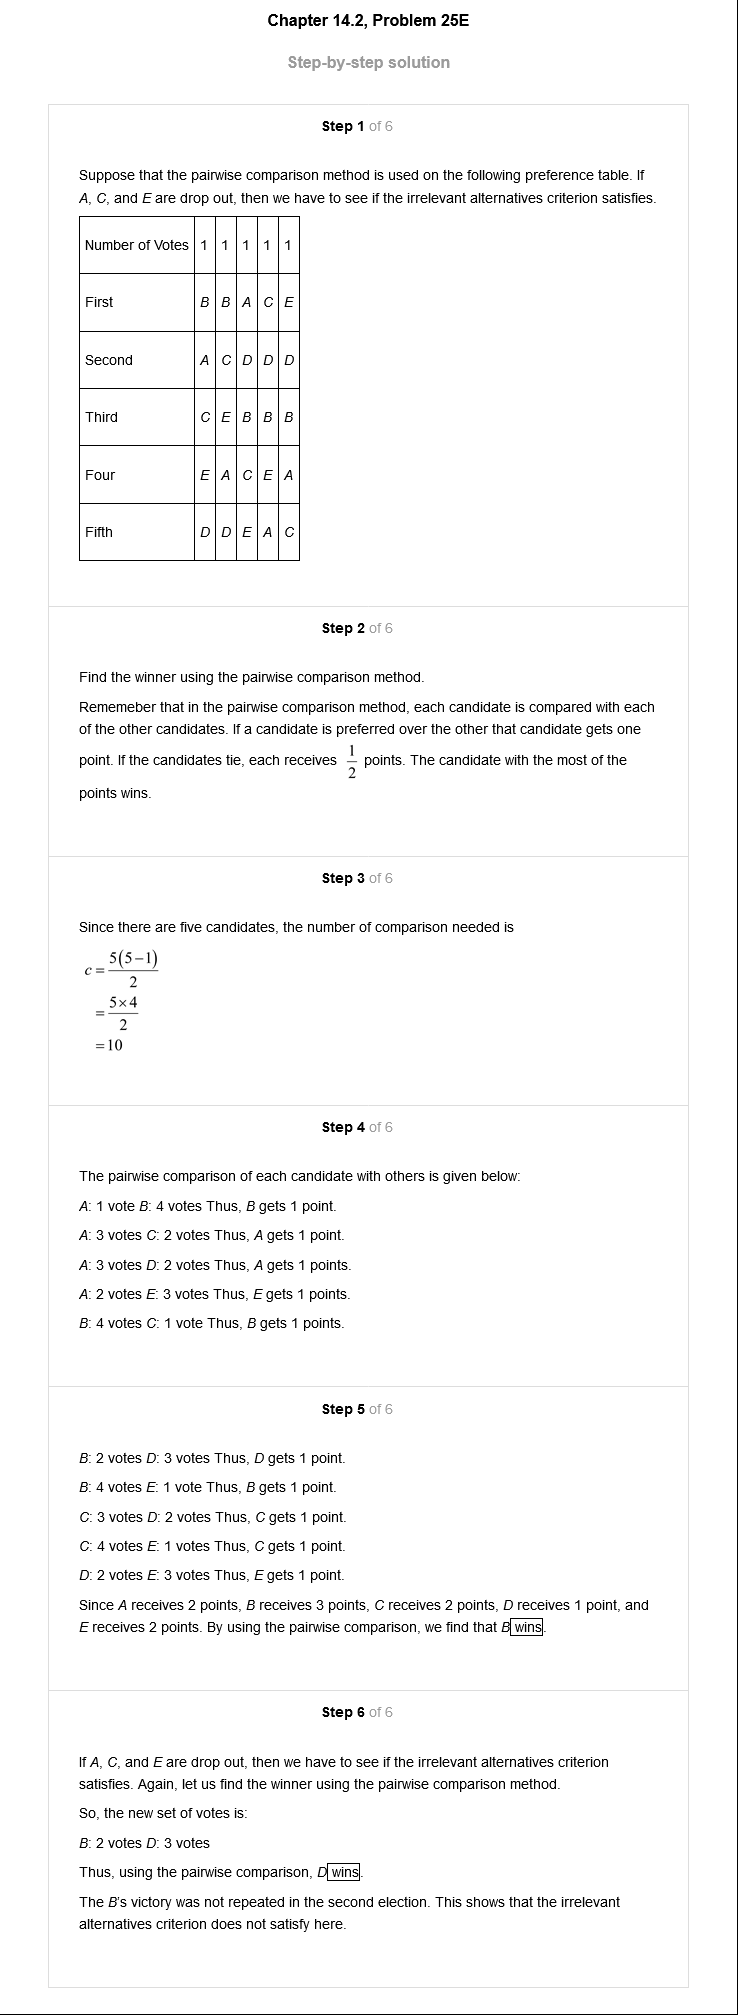 Chapter 14.2, Problem 25E
Step-by-step solution
Step 1 of 6
Suppose that the pairwise comparison method is used on the following preference table. If
A, C, and E are drop out, then we have to see if the irrelevant alternatives criterion satisfies.
Number of Votes 1 1 1 1 1
First B B A C E
Second A C D D D
Third C E B B B
Four E A C E A
Fifth D D E A C
Step 2 of 6
Find the winner using the pairwise comparison method.
Rememeber that in the pairwise comparison method, each candidate is compared with each
of the other candidates. If a candidate is preferred over the other that candidate gets one
point. If the candidates tie, each receives 1/2 points. The candidate with the most of the
points wins.
Step 3 of 6
Since there are five candidates, the number of comparison needed is
c = 5(5−1)/2
= 5×4/2
= 10
Step 4 of 6
The pairwise comparison of each candidate with others is given below:
A: 1 vote B: 4 votes Thus, B gets 1 point.
A: 3 votes C: 2 votes Thus, A gets 1 point.
A: 3 votes D: 2 votes Thus, A gets 1 points.
A: 2 votes E: 3 votes Thus, E gets 1 points.
B: 4 votes C: 1 vote Thus, B gets 1 points.
Step 5 of 6
B: 2 votes D: 3 votes Thus, D gets 1 point.
B: 4 votes E: 1 vote Thus, B gets 1 point.
C: 3 votes D: 2 votes Thus, C gets 1 point.
C: 4 votes E: 1 votes Thus, C gets 1 point.
D: 2 votes E: 3 votes Thus, E gets 1 point.
Since A receives 2 points, B receives 3 points, C receives 2 points, D receives 1 point, and
E receives 2 points. By using the pairwise comparison, we find that B wins.
Step 6 of 6
If A, C, and E are drop out, then we have to see if the irrelevant alternatives criterion
satisfies. Again, let us find the winner using the pairwise comparison method.
So, the new set of votes is:
B: 2 votes D: 3 votes
Thus, using the pairwise comparison, D wins.
The B's victory was not repeated in the second election. This shows that the irrelevant
alternatives criterion does not satisfy here.